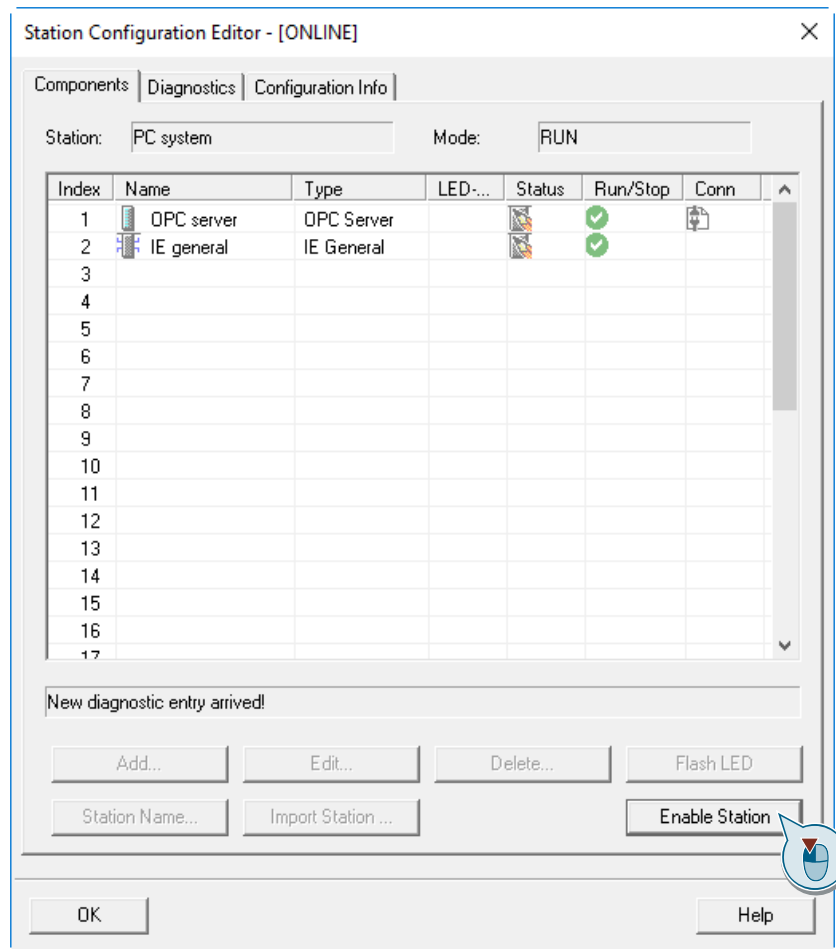 Station Configuration Editor - [ONLINE]
Components Diagnostics Configuration Info
Station: PC system Mode: RUN
Index Name Type LED-... Status Run/Stop Conn
1 OPC server OPC Server
2 IE general IE General
3
4
5
6
7
8
9
10
11
12
13
14
15
16
17
New diagnostic entry arrived!
Add... Edit... Delete... Flash LED
Station Name... Import Station ... Enable Station
OK Help